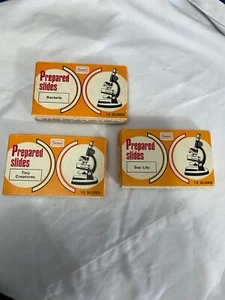 Prepared
slides
Bacteria
12 SLIDES
Prepared
slides
Tiny
Creatures
12 SLIDES
Prepared
slides
Sea Life
12 SLIDES